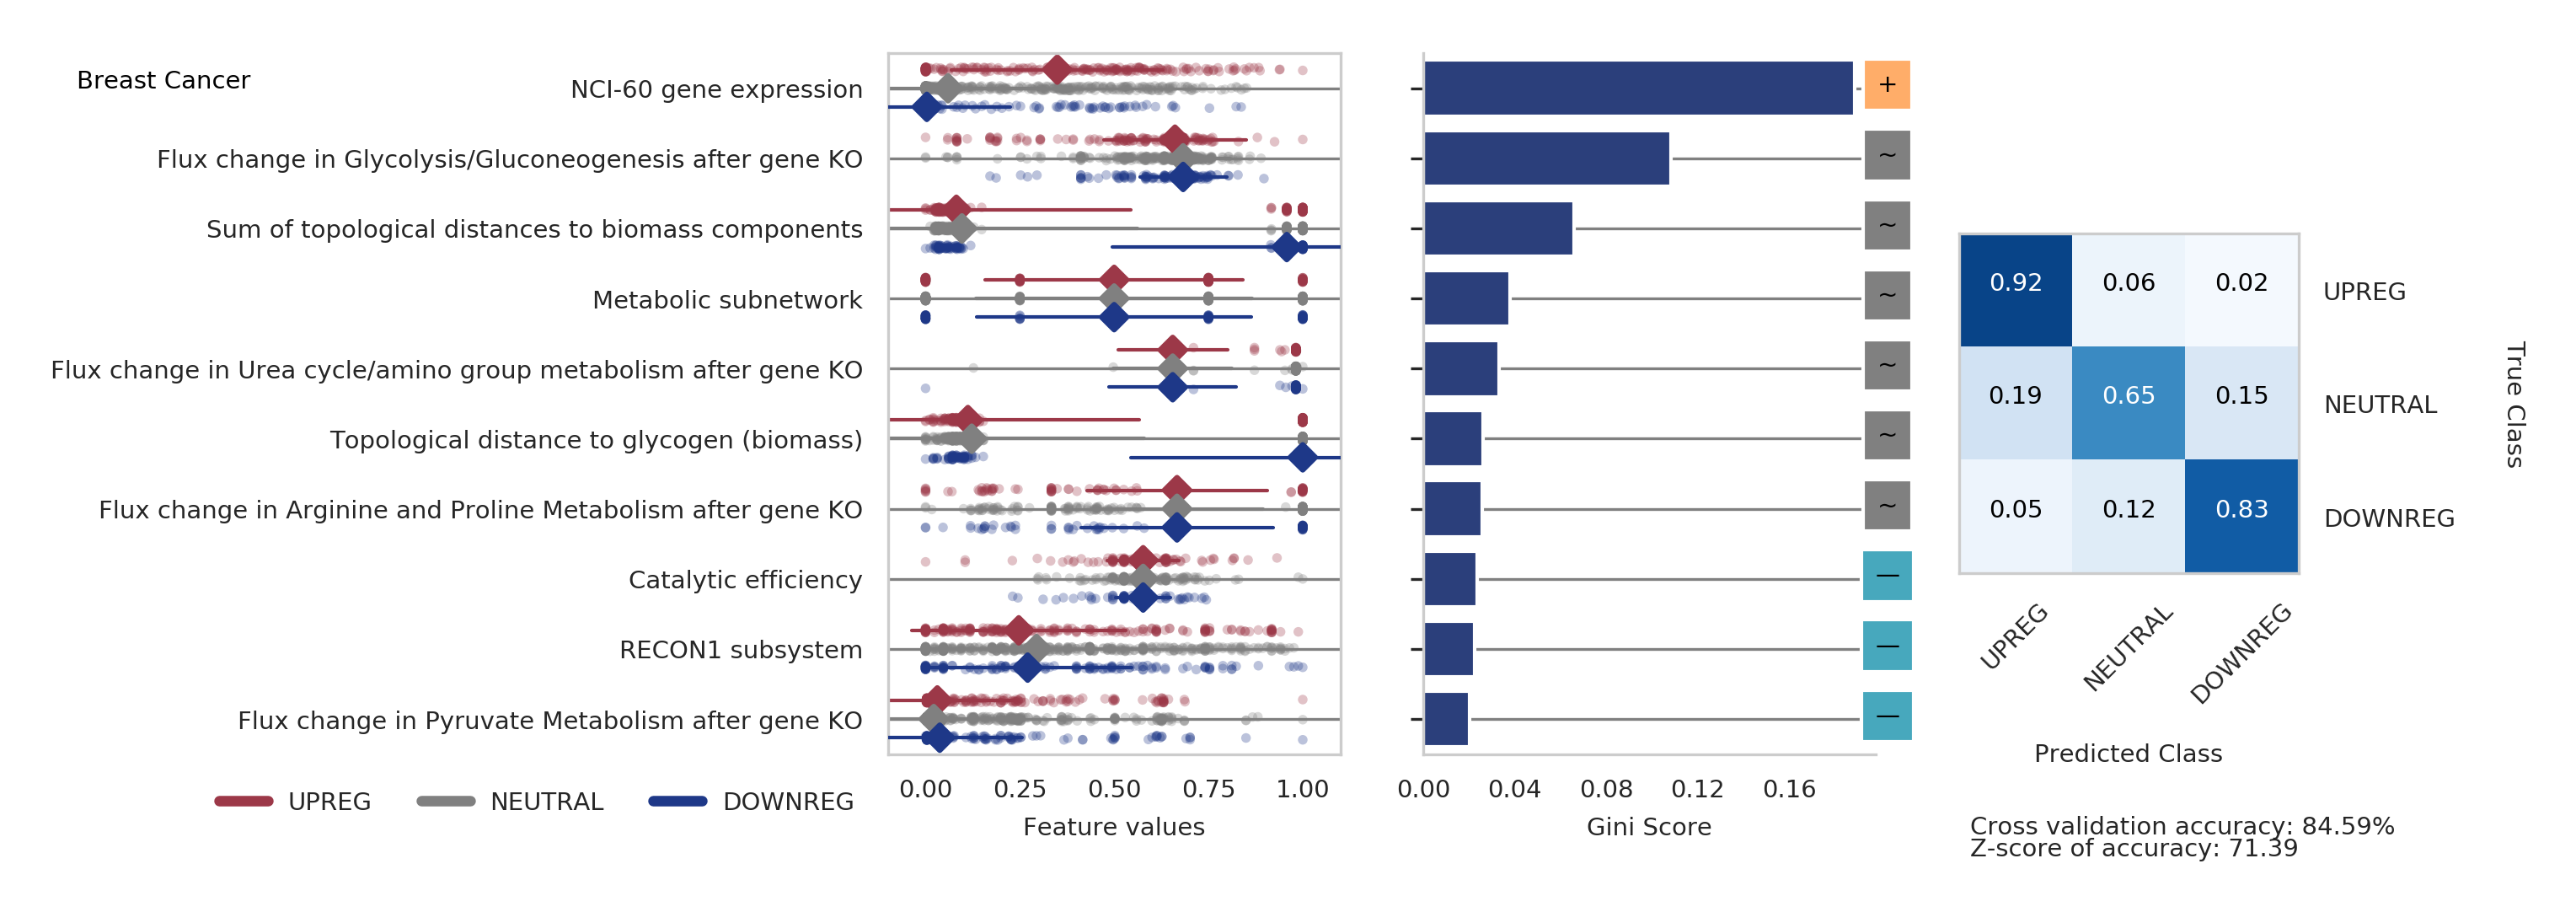 Breast Cancer
NCI-60 gene expression
Flux change in Glycolysis/Gluconeogenesis after gene KO
Sum of topological distances to biomass components
Metabolic subnetwork
Flux change in Urea cycle/amino group metabolism after gene KO
Topological distance to glycogen (biomass)
Flux change in Arginine and Proline Metabolism after gene KO
Catalytic efficiency
RECON1 subsystem
Flux change in Pyruvate Metabolism after gene KO
UPREG NEUTRAL DOWNREG
0.00 0.25 0.50 0.75 1.00
Feature values
+
~
~
~
~
~
~
—
—
—
0.00 0.04 0.08 0.12 0.16
Gini Score
0.92 0.06 0.02 UPREG
0.19 0.65 0.15 NEUTRAL
0.05 0.12 0.83 DOWNREG
True Class
UPREG NEUTRAL DOWNREG
Predicted Class
Cross validation accuracy: 84.59%
Z-score of accuracy: 71.39